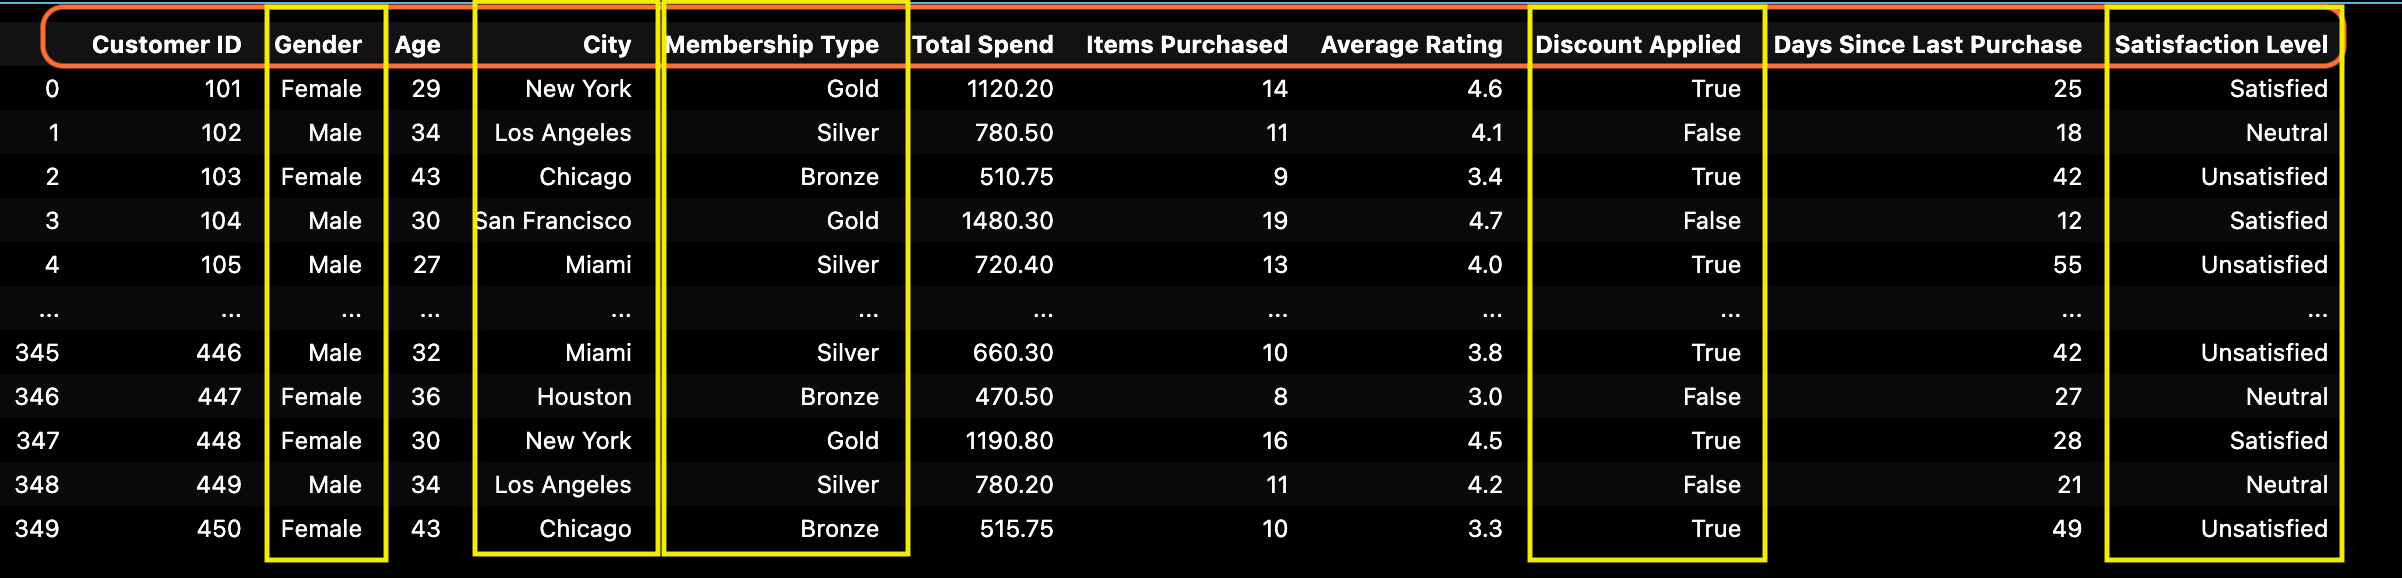 Customer ID Gender Age City Membership Type Total Spend Items Purchased Average Rating Discount Applied Days Since Last Purchase Satisfaction Level
0 101 Female 29 New York Gold 1120.20 14 4.6 True 25 Satisfied
1 102 Male 34 Los Angeles Silver 780.50 11 4.1 False 18 Neutral
2 103 Female 43 Chicago Bronze 510.75 9 3.4 True 42 Unsatisfied
3 104 Male 30 San Francisco Gold 1480.30 19 4.7 False 12 Satisfied
4 105 Male 27 Miami Silver 720.40 13 4.0 True 55 Unsatisfied
... ... ... ... ... ... ... ... ... ... ... ...
345 446 Male 32 Miami Silver 660.30 10 3.8 True 42 Unsatisfied
346 447 Female 36 Houston Bronze 470.50 8 3.0 False 27 Neutral
347 448 Female 30 New York Gold 1190.80 16 4.5 True 28 Satisfied
348 449 Male 34 Los Angeles Silver 780.20 11 4.2 False 21 Neutral
349 450 Female 43 Chicago Bronze 515.75 10 3.3 True 49 Unsatisfied